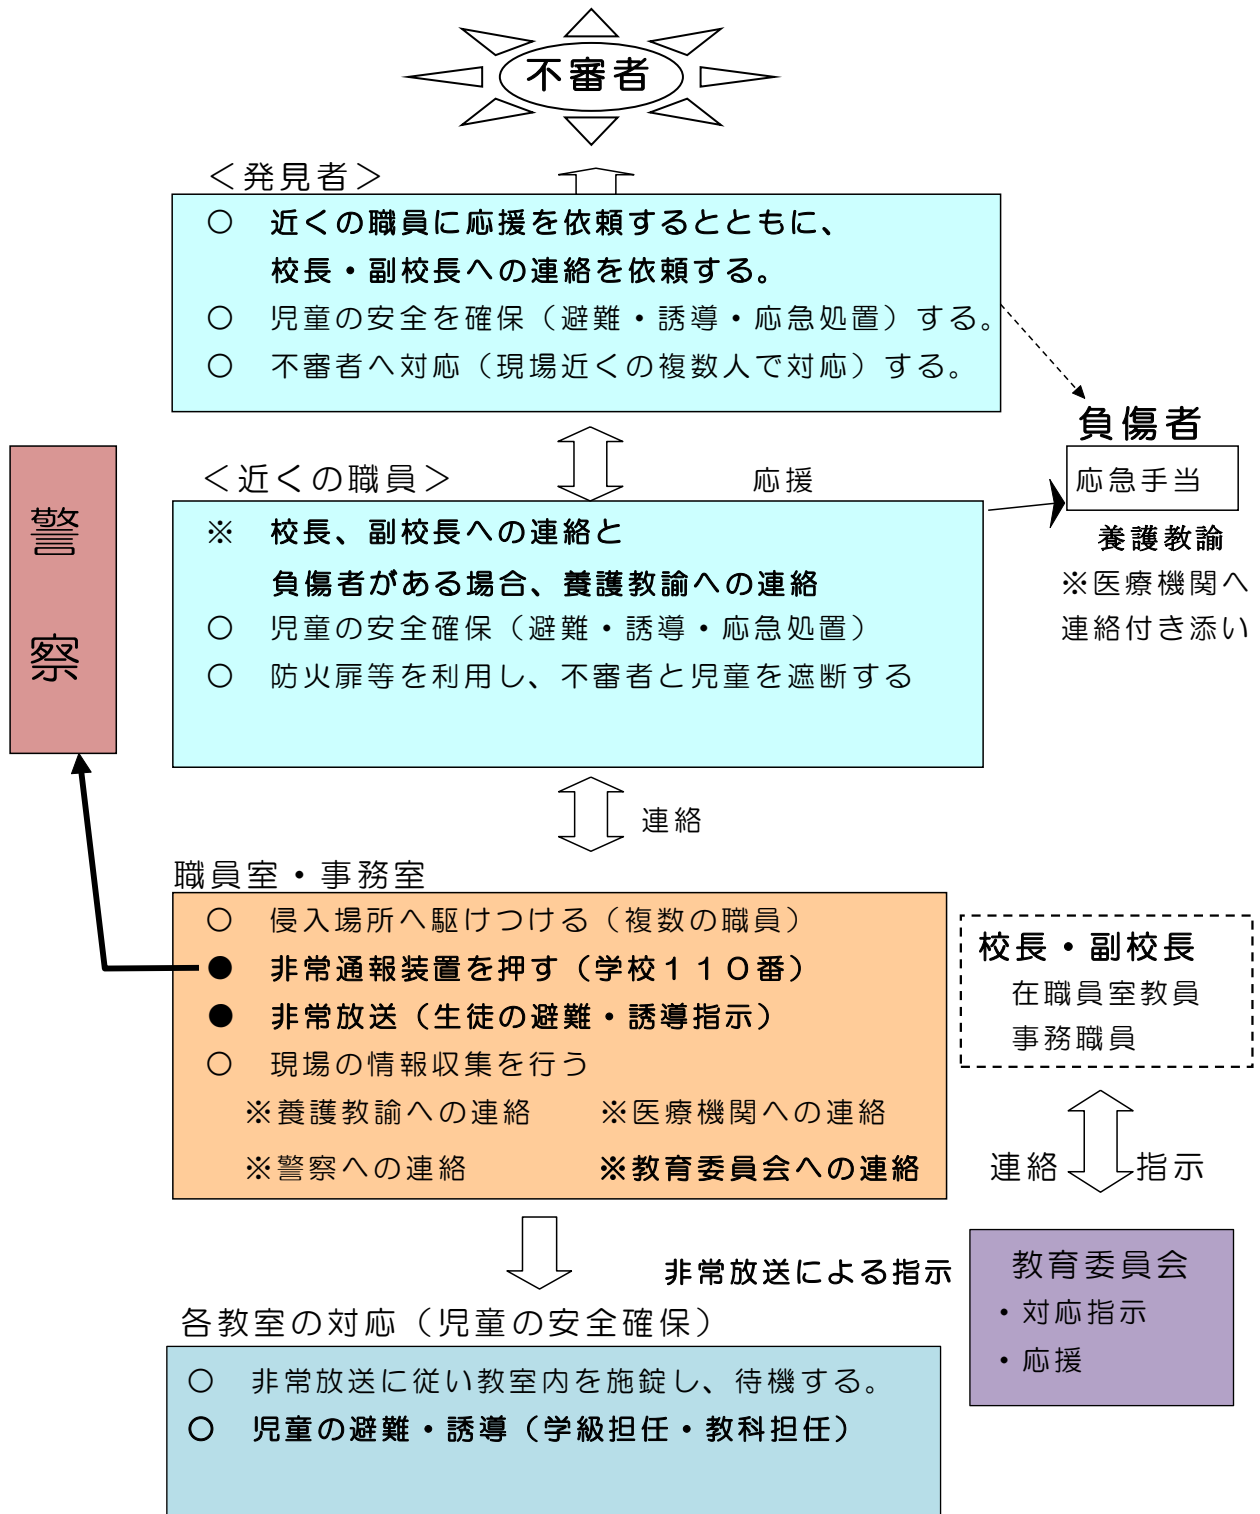 不審者
＜発見者＞
○　近くの職員に応援を依頼するとともに、
校長・副校長への連絡を依頼する。
○　児童の安全を確保（避難・誘導・応急処置）する。
○　不審者へ対応（現場近くの複数人で対応）する。
負傷者
応急手当
養護教諭
※医療機関へ
連絡付き添い
警
察
＜近くの職員＞
応援
※　校長、副校長への連絡と
負傷者がある場合、養護教諭への連絡
○　児童の安全確保（避難・誘導・応急処置）
○　防火扉等を利用し、不審者と児童を遮断する
連絡
職員室・事務室
○　侵入場所へ駆けつける（複数の職員）
●　非常通報装置を押す（学校１１０番）
●　非常放送（生徒の避難・誘導指示）
○　現場の情報収集を行う
※養護教諭への連絡　　※医療機関への連絡
※警察への連絡　　※教育委員会への連絡
校長・副校長
在職員室教員
事務職員
連絡　指示
教育委員会
・対応指示
・応援
非常放送による指示
各教室の対応（児童の安全確保）
○　非常放送に従い教室内を施錠し、待機する。
○　児童の避難・誘導（学級担任・教科担任）